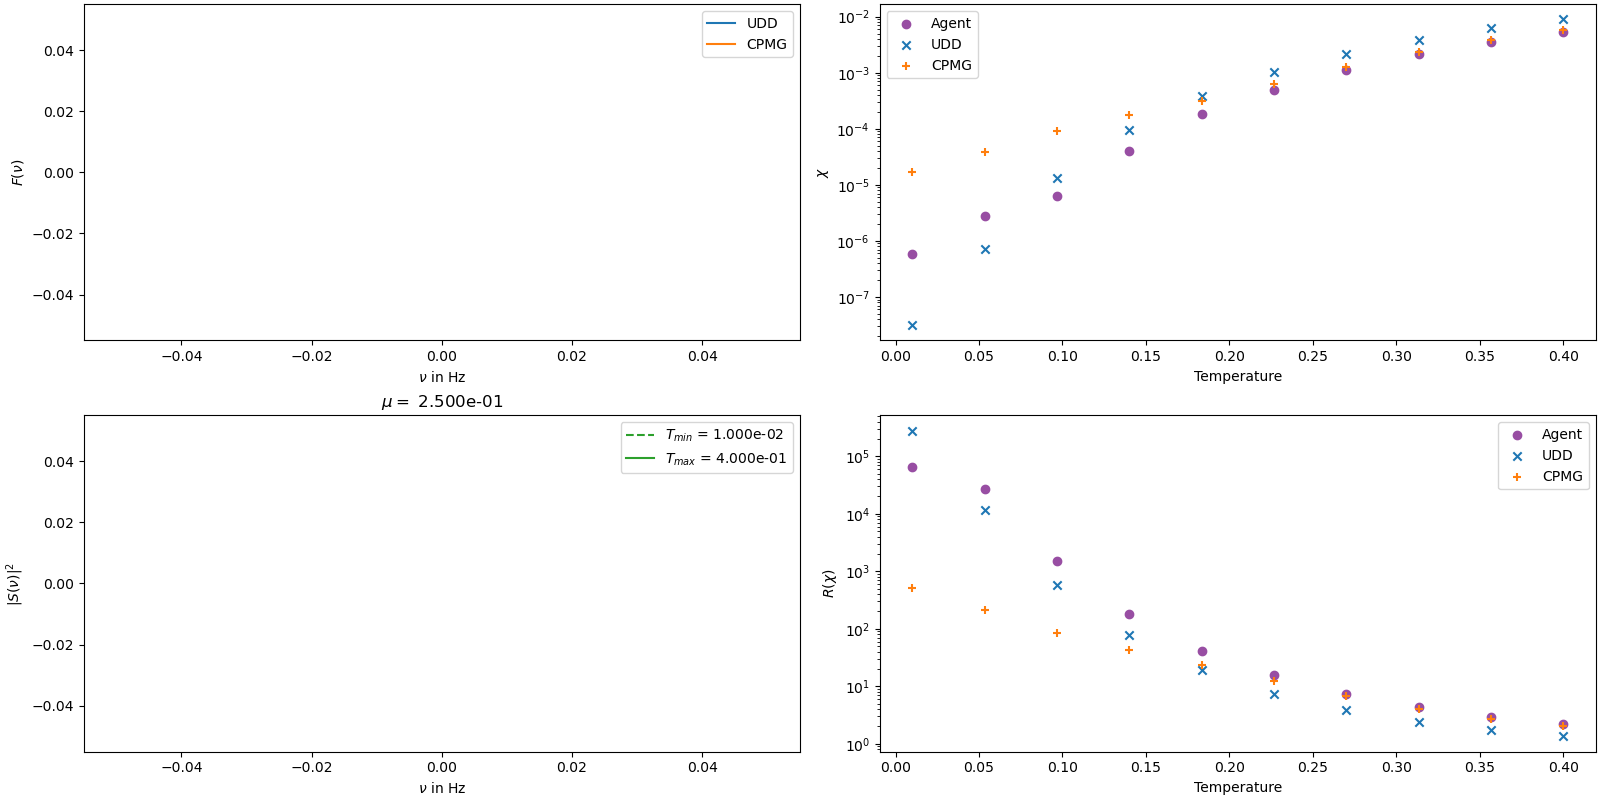 0.04
0.02
0.00
−0.02
−0.04
F(ν)
UDD
CPMG
−0.04
−0.02
0.00
0.02
0.04
ν in Hz
10⁻²
10⁻³
10⁻⁴
10⁻⁵
10⁻⁶
10⁻⁷
χ
Agent
UDD
CPMG
0.00
0.05
0.10
0.15
0.20
0.25
0.30
0.35
0.40
Temperature
μ = 2.500e-01
0.04
0.02
0.00
−0.02
−0.04
|S(ν)|²
T_min = 1.000e-02
T_max = 4.000e-01
−0.04
−0.02
0.00
0.02
0.04
ν in Hz
10⁵
10⁴
10³
10²
10¹
10⁰
R(χ)
Agent
UDD
CPMG
0.00
0.05
0.10
0.15
0.20
0.25
0.30
0.35
0.40
Temperature